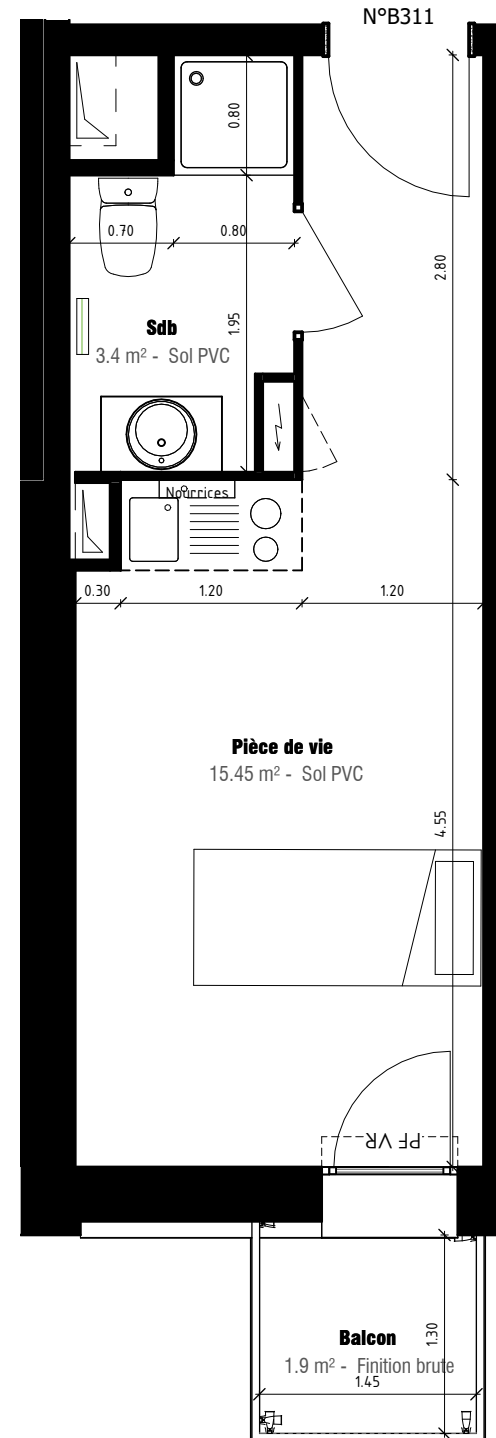 N°B311
0.80
0.70
0.80
2.80
1.95
Sdb
3.4 m² - Sol PVC
Nourrices
0.30
1.20
1.20
Pièce de vie
15.45 m² - Sol PVC
4.55
PF VR
1.30
Balcon
1.9 m² - Finition brute
1.45